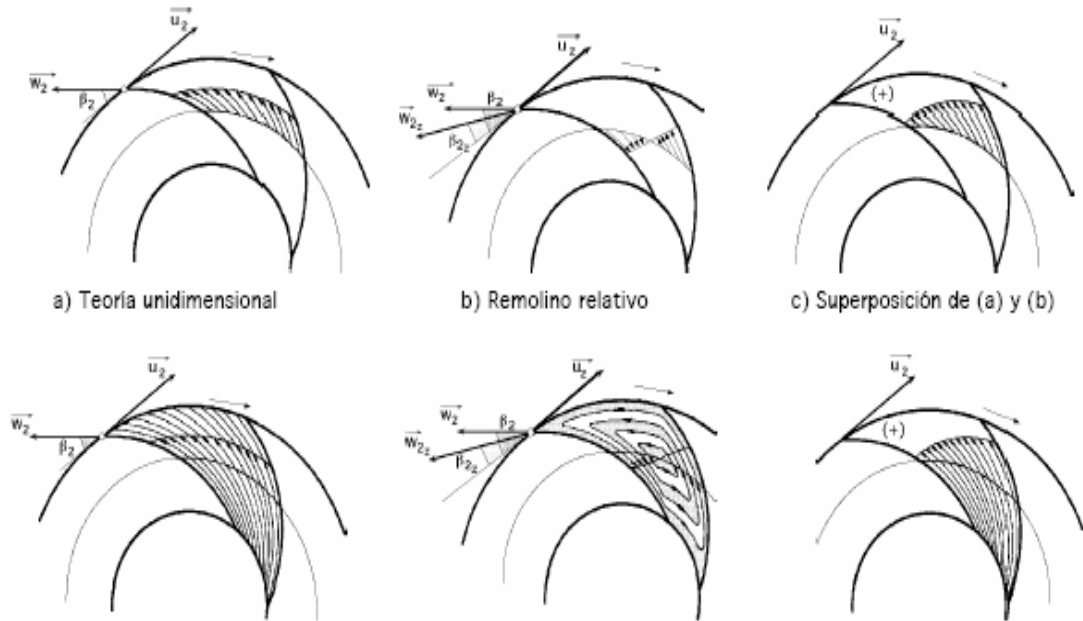 u₂
w₂
β₂
a) Teoría unidimensional
u₂
w₂
β₂
w₂z
β₂z
b) Remolino relativo
u₂
(+)
c) Superposición de (a) y (b)
u₂
w₂
β₂
u₂
w₂
β₂
w₂z
β₂z
u₂
(+)